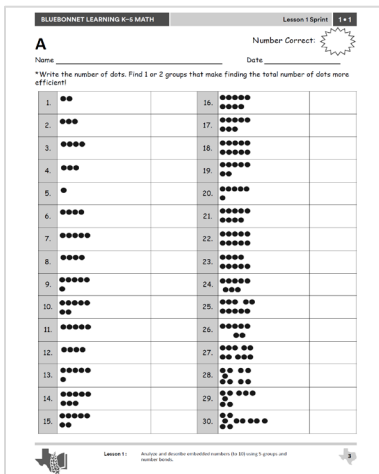 BLUEBONNET LEARNING K–5 MATH Lesson 1 Sprint 1•1
A Number Correct:
Name Date
*Write the number of dots. Find 1 or 2 groups that make finding the total number of dots more
efficient!
1. 16.
2. 17.
3. 18.
4. 19.
5. 20.
6. 21.
7. 22.
8. 23.
9. 24.
10. 25.
11. 26.
12. 27.
13. 28.
14. 29.
15. 30.
Lesson 1: Analyze and describe embedded numbers (to 10) using 5-groups and
number bonds.
3